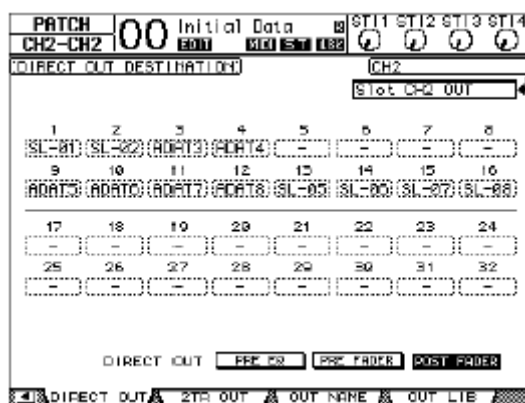 PATCH 00 Initial Data ST11 ST12 ST13 ST14
CH2-CH2 EDIT
DIRECT OUT DESTINATION CH2
Slot CH2 OUT
1 2 3 4 5 6 7 8
SL-01 SL-02 ADAT3 ADAT4 - - - -
9 10 11 12 13 14 15 16
ADAT5 ADAT6 ADAT7 ADAT8 SL-05 SL-06 SL-07 SL-08
17 18 19 20 21 22 23 24
- - - - - - - -
25 26 27 28 29 30 31 32
- - - - - - - -
DIRECT OUT PRE EQ PRE FADER POST FADER
DIRECT OUT 2TR OUT OUT NAME OUT LIB